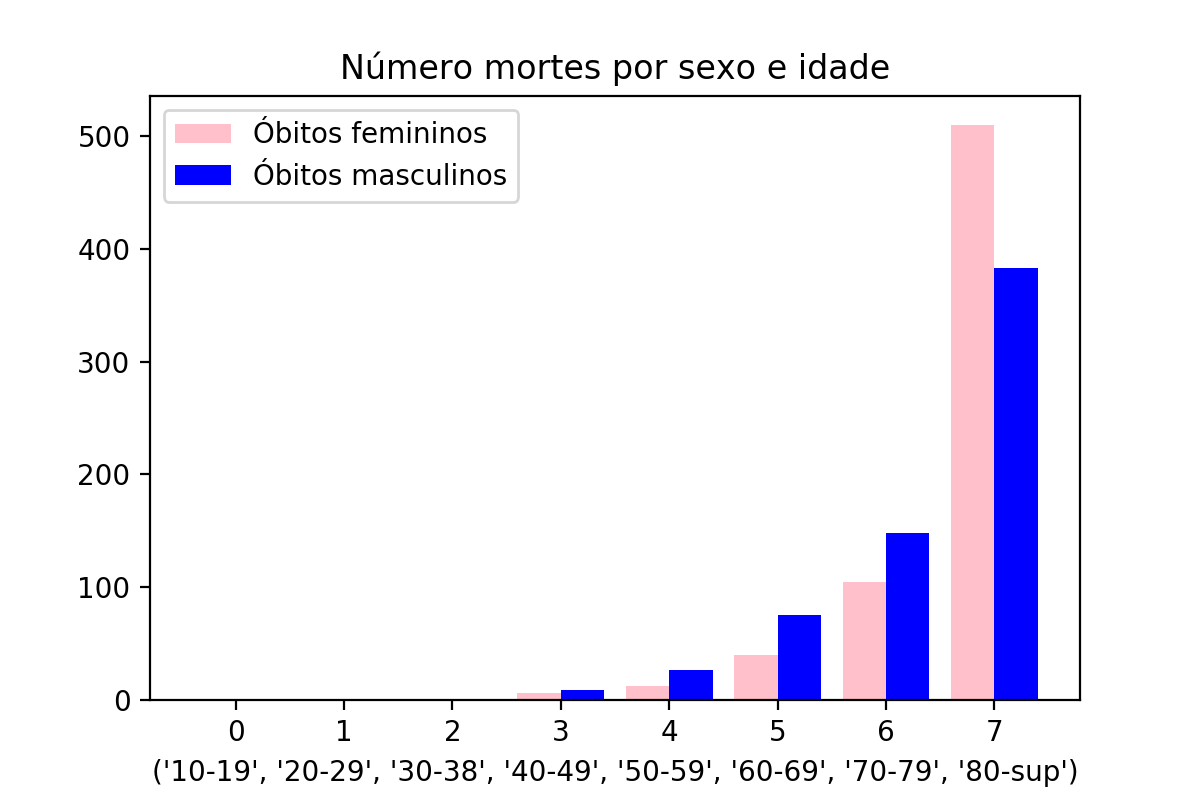 Número mortes por sexo e idade
Óbitos femininos
Óbitos masculinos
500
400
300
200
100
0
0 1 2 3 4 5 6 7
('10-19', '20-29', '30-38', '40-49', '50-59', '60-69', '70-79', '80-sup')